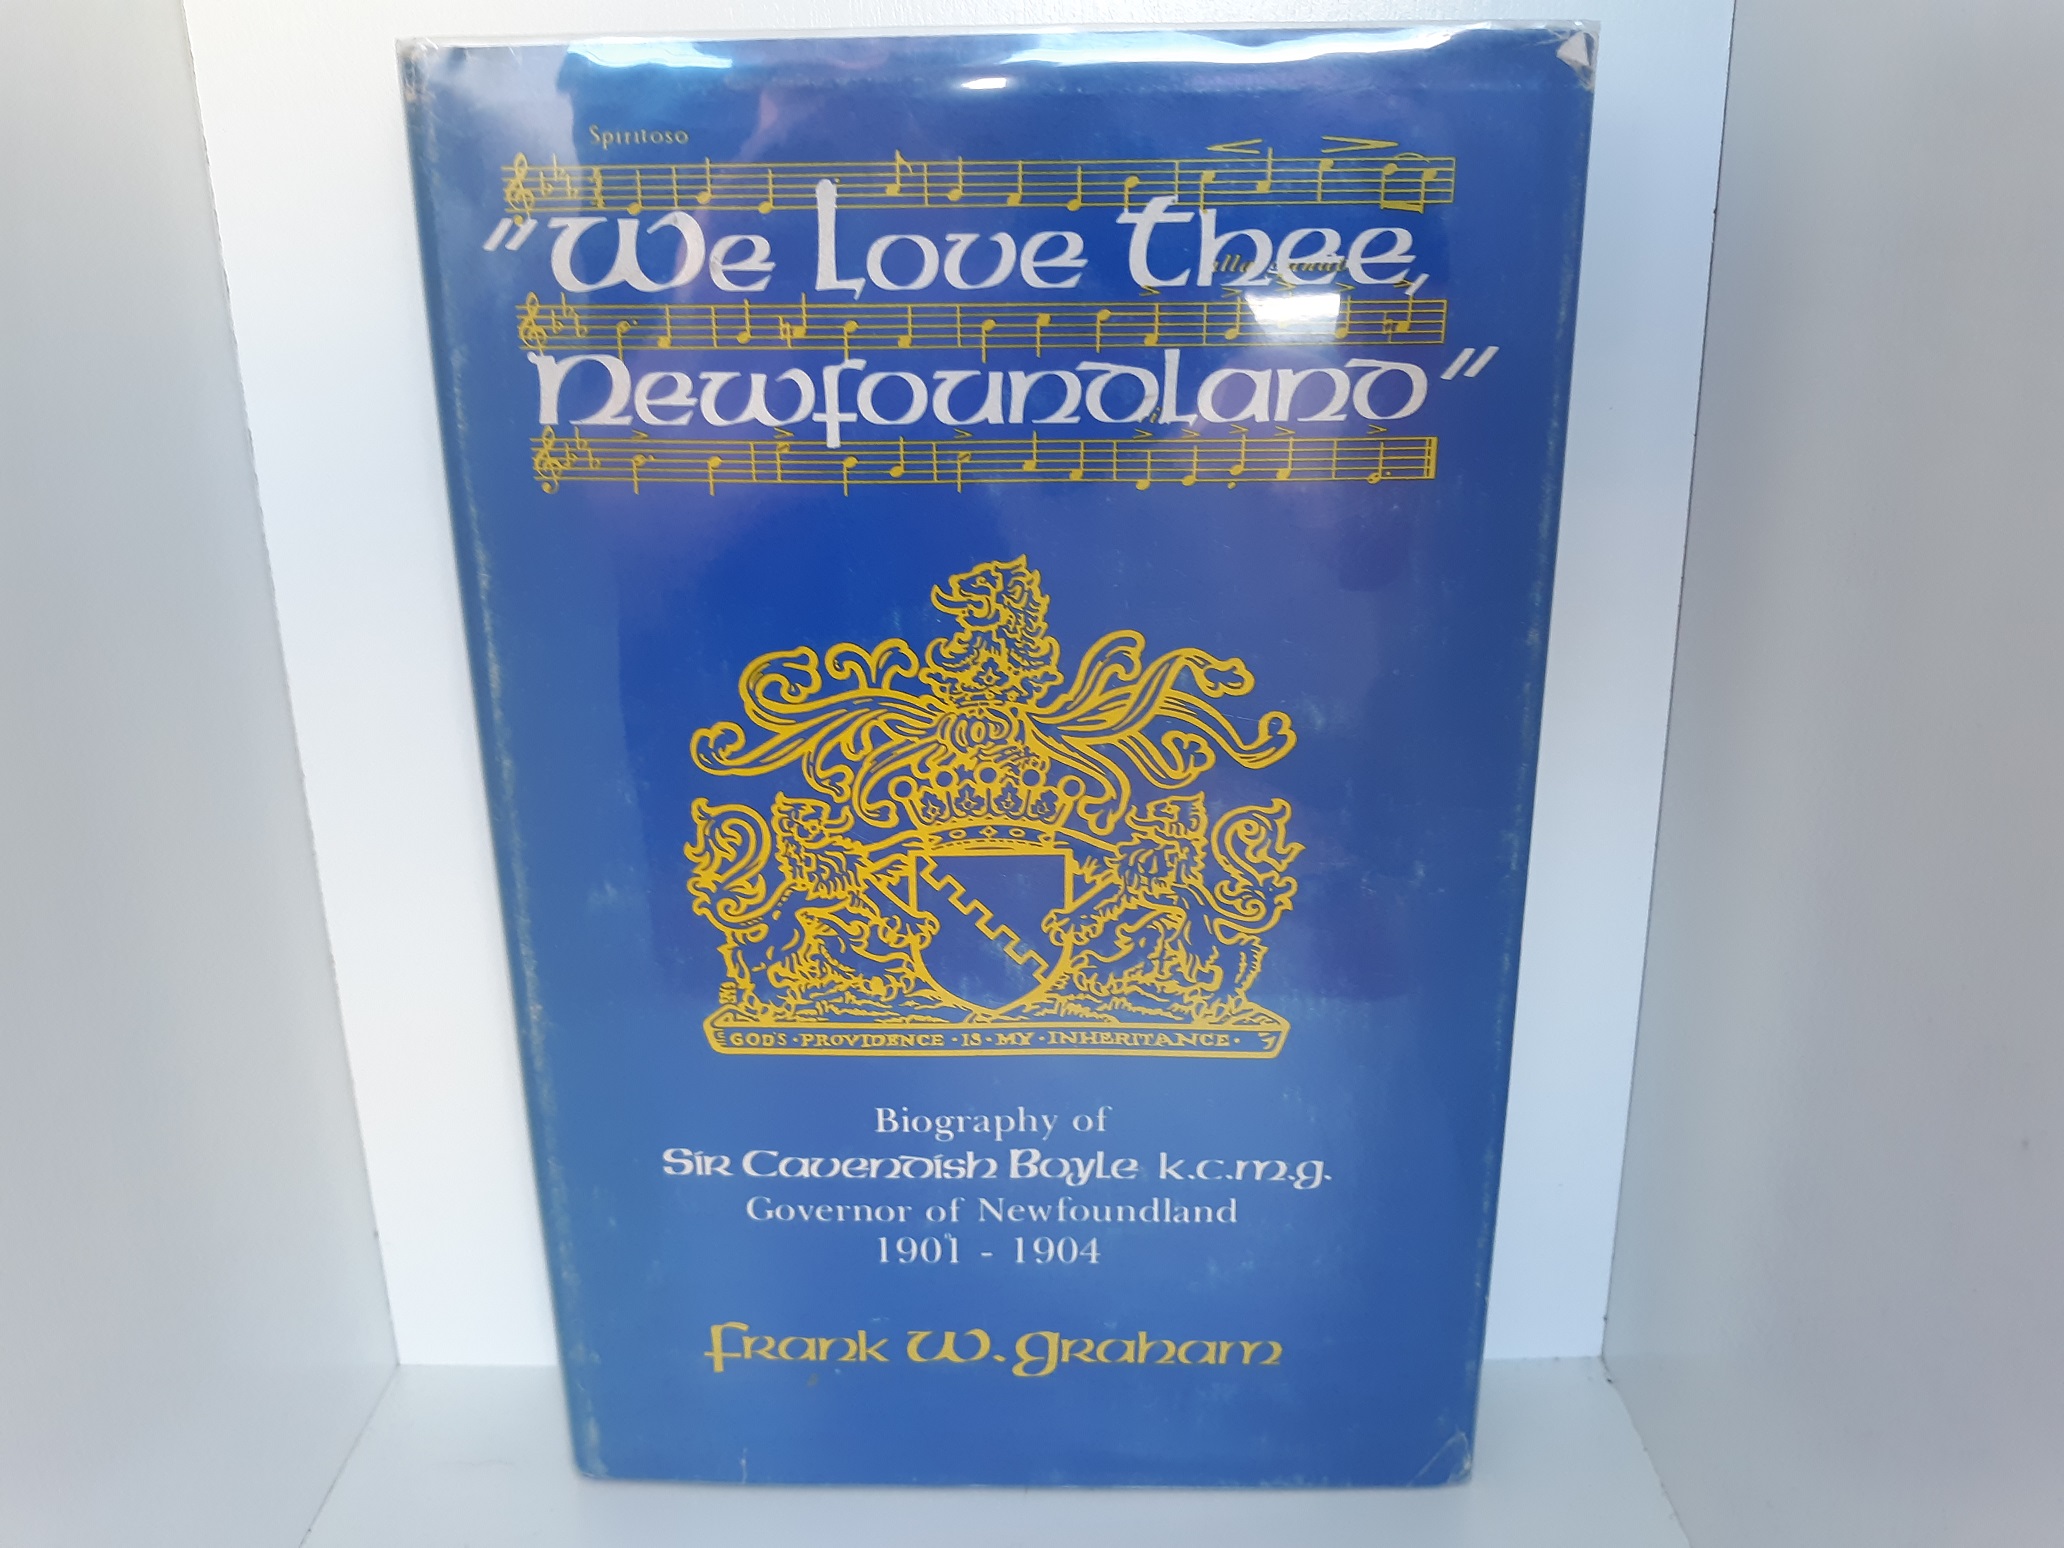 Spiritoso
"We Love Thee,
Newfoundland"
GOD'S · PROVIDENCE · IS · MY · INHERITANCE ·
Biography of
Sir Cavendish Boyle k.c.m.g.
Governor of Newfoundland
1901 - 1904
Frank W. Graham